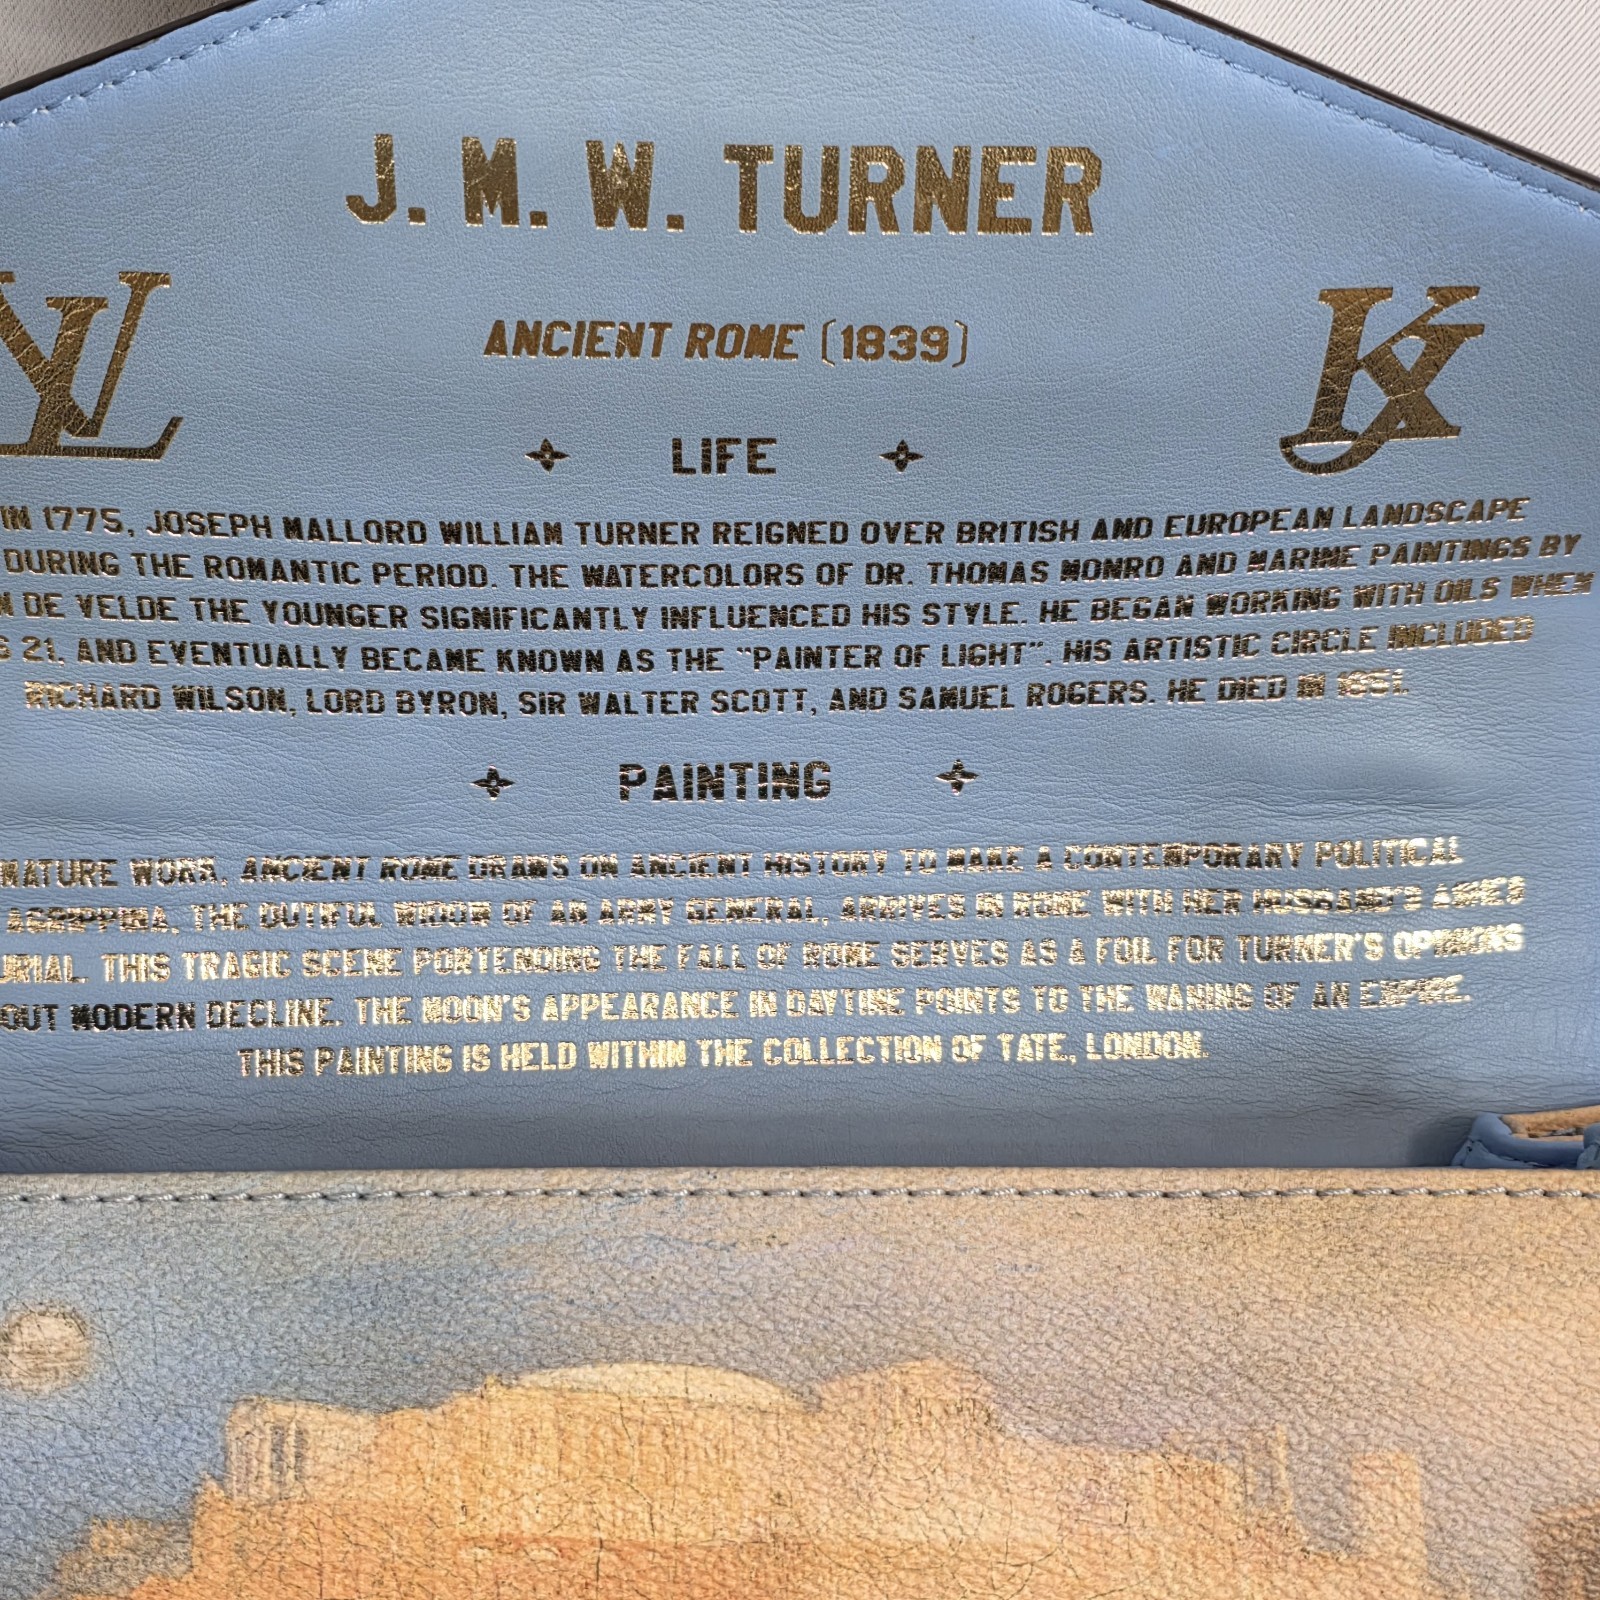 J. M. W. TURNER
ANCIENT ROME (1839)
LV
JK
LIFE
IN 1775, JOSEPH MALLORD WILLIAM TURNER REIGNED OVER BRITISH AND EUROPEAN LANDSCAPE
DURING THE ROMANTIC PERIOD. THE WATERCOLORS OF DR. THOMAS MONRO AND MARINE PAINTINGS BY
DE VELDE THE YOUNGER SIGNIFICANTLY INFLUENCED HIS STYLE. HE BEGAN WORKING WITH OILS WHEN
21, AND EVENTUALLY BECAME KNOWN AS THE "PAINTER OF LIGHT". HIS ARTISTIC CIRCLE INCLUDED
RICHARD WILSON, LORD BYRON, SIR WALTER SCOTT, AND SAMUEL ROGERS. HE DIED IN 1851.
PAINTING
MATURE WORK, ANCIENT ROME DRAWS ON ANCIENT HISTORY TO MAKE A CONTEMPORARY POLITICAL
AGRIPPINA, THE DUTIFUL WIDOW OF AN ARMY GENERAL, ARRIVES IN ROME WITH HER HUSBAND'S ASHES
URIAL. THIS TRAGIC SCENE PORTENDING THE FALL OF ROME SERVES AS A FOIL FOR TURNER'S OPINIONS
OUT MODERN DECLINE. THE MOON'S APPEARANCE IN DAYTIME POINTS TO THE WANING OF AN EMPIRE.
THIS PAINTING IS HELD WITHIN THE COLLECTION OF TATE, LONDON.